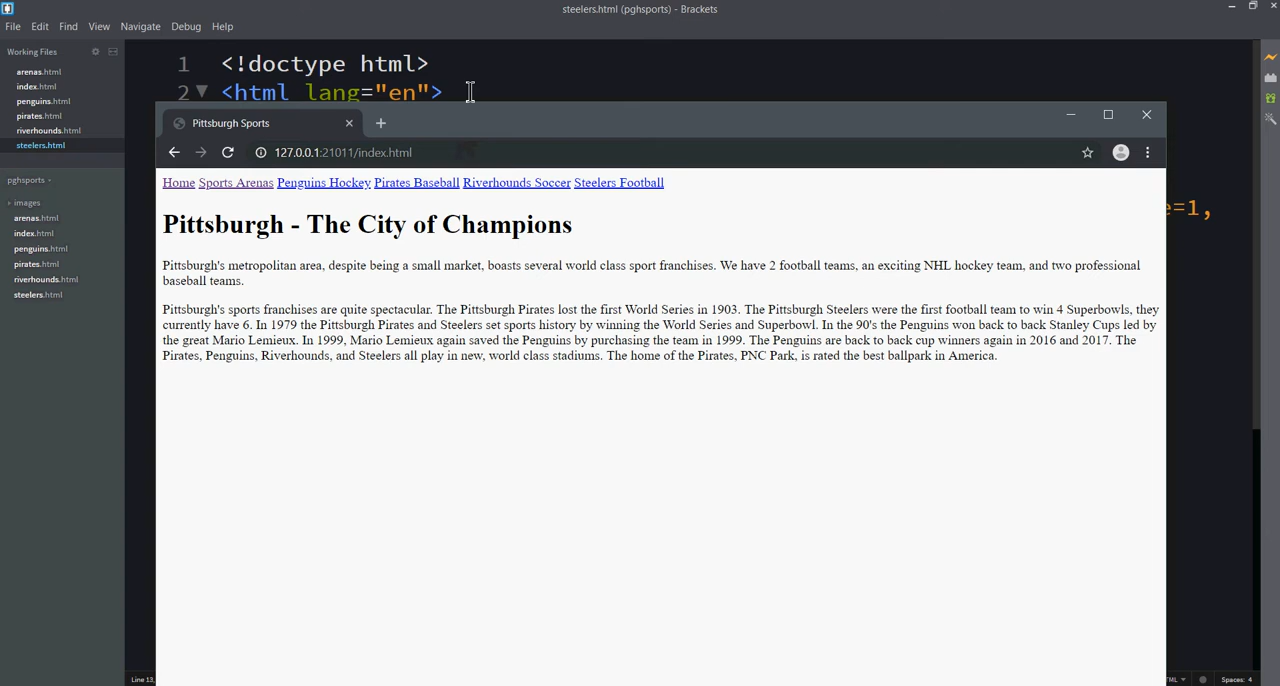 steelers.html (pghsports) - Brackets
File Edit Find View Navigate Debug Help
Working Files
arenas.html
index.html
penguins.html
pirates.html
riverhounds.html
steelers.html
pghsports
images
arenas.html
index.html
penguins.html
pirates.html
riverhounds.html
steelers.html
1 <!doctype html>
2 <html lang="en">
e=1,
Pittsburgh Sports
127.0.0.1:21011/index.html
Home Sports Arenas Penguins Hockey Pirates Baseball Riverhounds Soccer Steelers Football
Pittsburgh - The City of Champions
Pittsburgh's metropolitan area, despite being a small market, boasts several world class sport franchises. We have 2 football teams, an exciting NHL hockey team, and two professional
baseball teams.
Pittsburgh's sports franchises are quite spectacular. The Pittsburgh Pirates lost the first World Series in 1903. The Pittsburgh Steelers were the first football team to win 4 Superbowls, they
currently have 6. In 1979 the Pittsburgh Pirates and Steelers set sports history by winning the World Series and Superbowl. In the 90's the Penguins won back to back Stanley Cups led by
the great Mario Lemieux. In 1999, Mario Lemieux again saved the Penguins by purchasing the team in 1999. The Penguins are back to back cup winners again in 2016 and 2017. The
Pirates, Penguins, Riverhounds, and Steelers all play in new, world class stadiums. The home of the Pirates, PNC Park, is rated the best ballpark in America.
Line 13, TML Spaces: 4